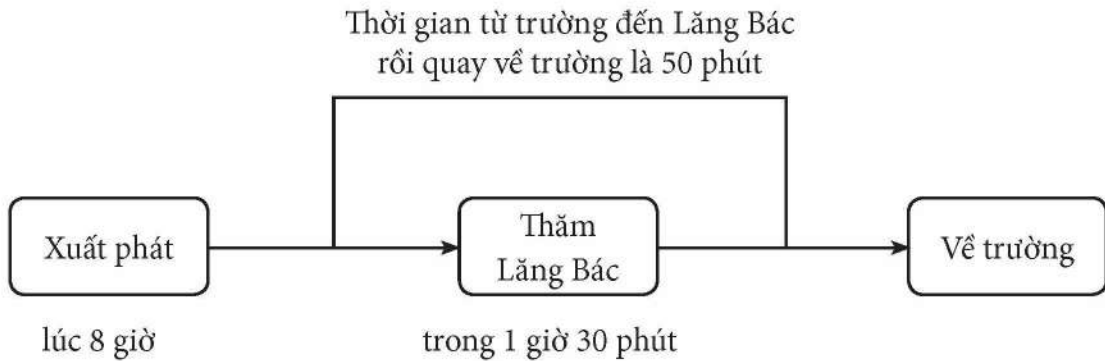 Thời gian từ trường đến Lăng Bác
rồi quay về trường là 50 phút
Xuất phát
Thăm
Lăng Bác
Về trường
lúc 8 giờ
trong 1 giờ 30 phút